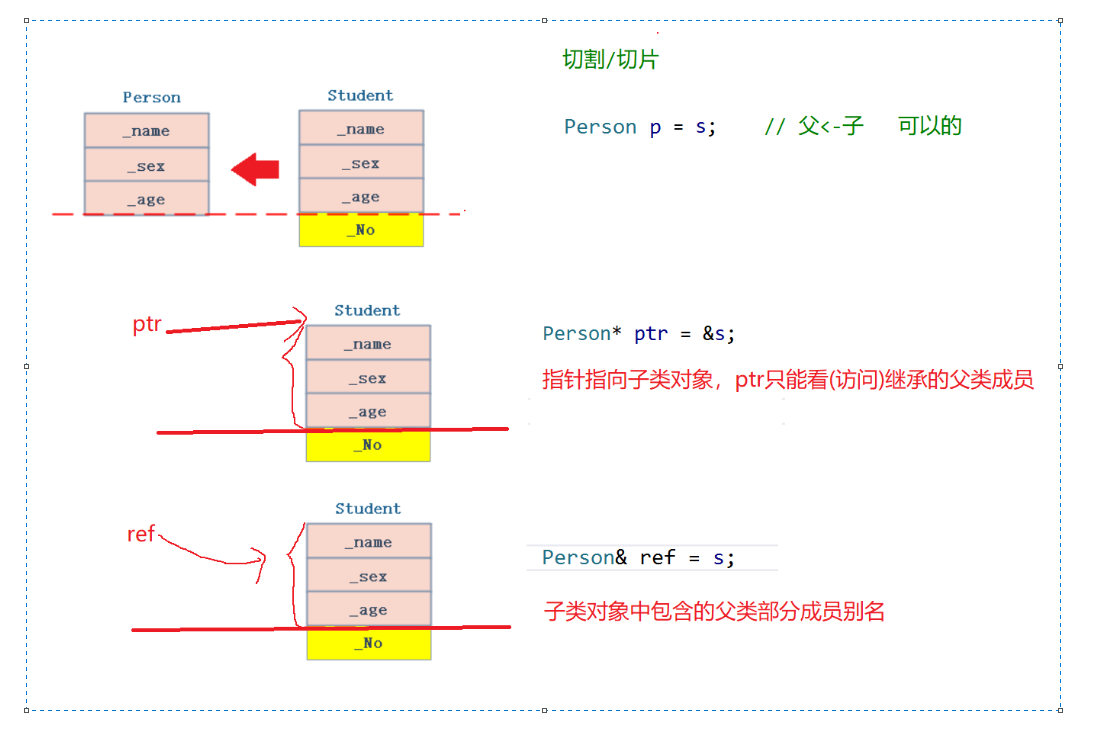 切割/切片
Person
Student
_name
_sex
_age
_name
_sex
_age
_No
Person p = s; // 父<-子 可以的
ptr
Student
_name
_sex
_age
_No
Person* ptr = &s;
指针指向子类对象，ptr只能看(访问)继承的父类成员
ref
Student
_name
_sex
_age
_No
Person& ref = s;
子类对象中包含的父类部分成员别名